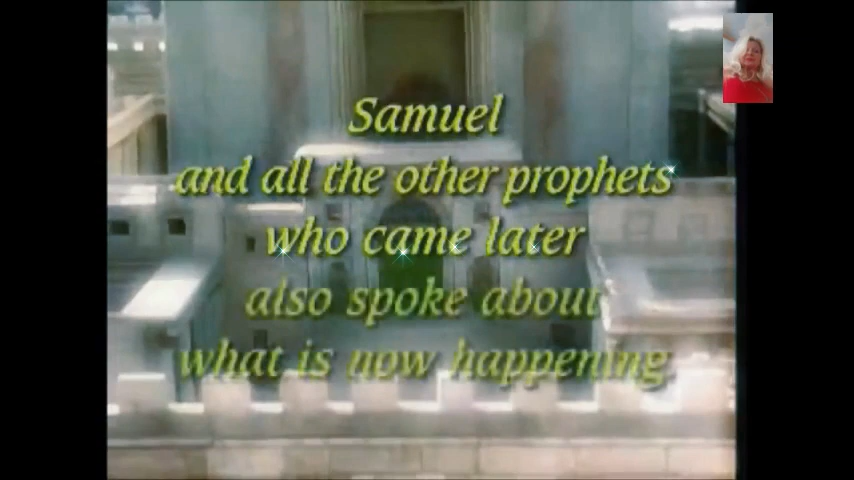 Samuel
and all the other prophets
who came later
also spoke about
what is now happening